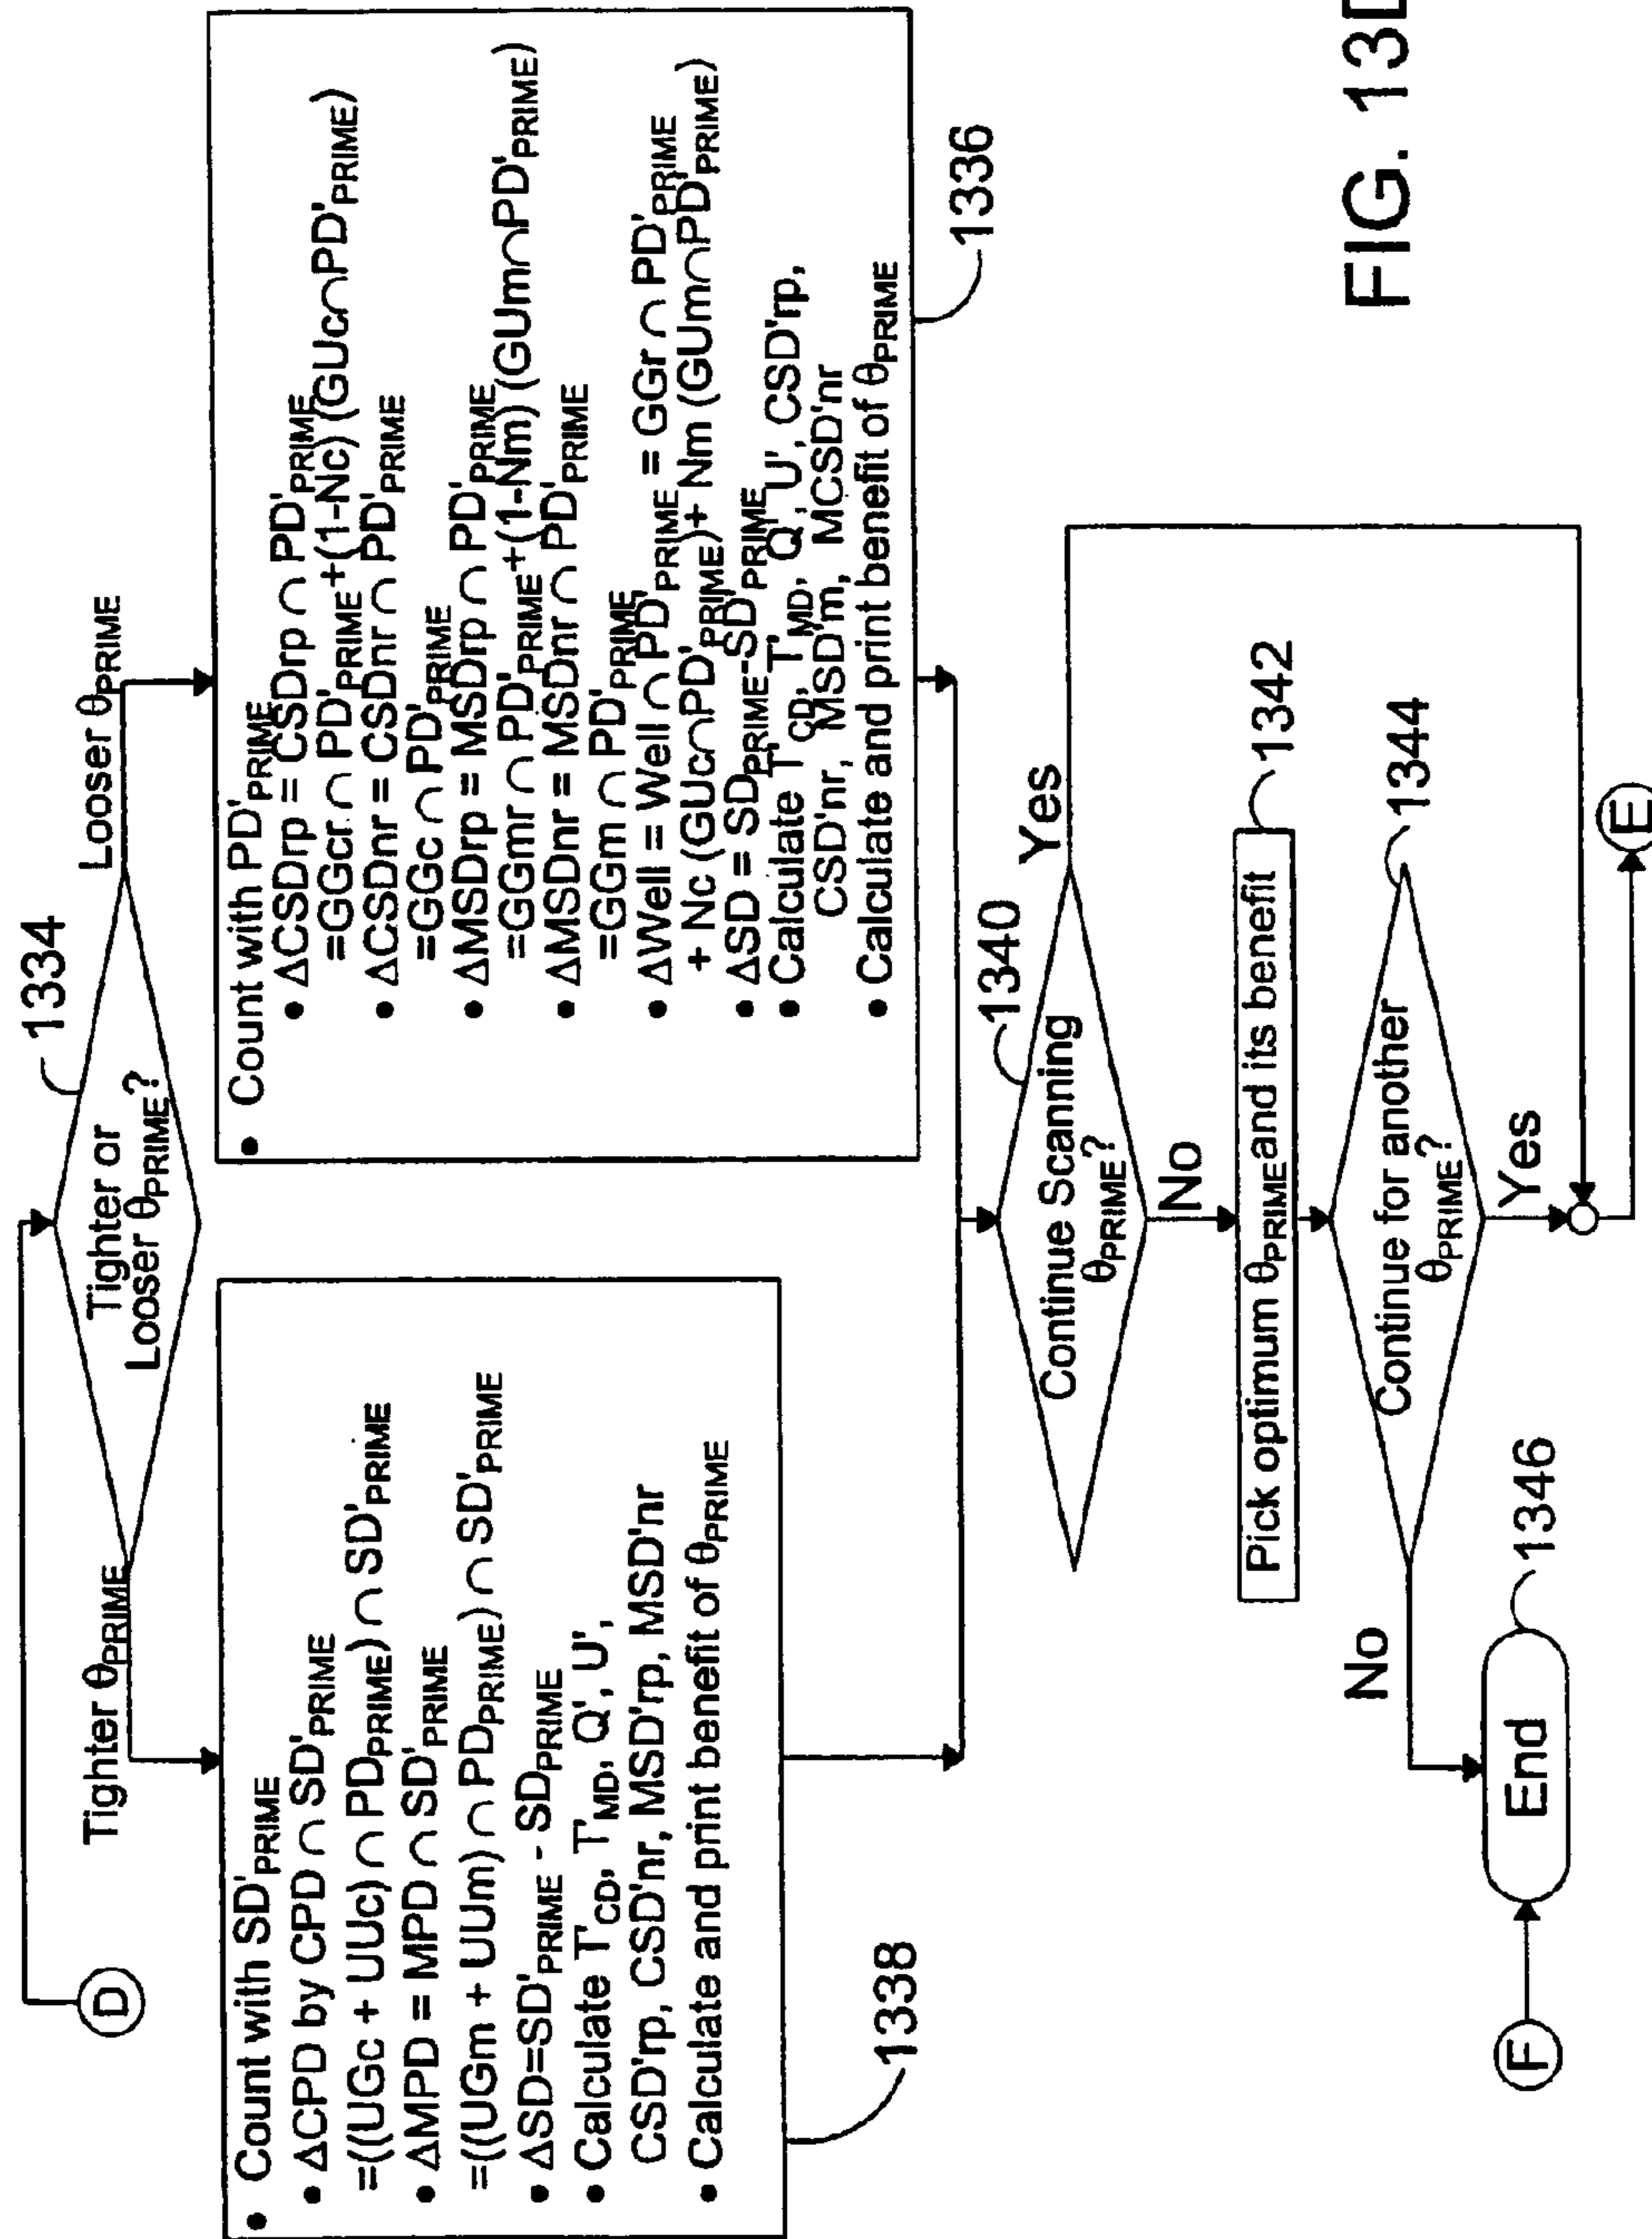 D
1334
Tighter or
Looser θPRIME?
Tighter θPRIME
Looser θPRIME
• Count with SD'PRIME
• ΔCPD by CPD ∩ SD'PRIME
=((UGc + UUc) ∩ PDPRIME) ∩ SD'PRIME
• ΔMPD = MPD ∩ SD'PRIME
=((UGm + UUm) ∩ PDPRIME) ∩ SD'PRIME
• ΔSD=SD'PRIME - SDPRIME
• Calculate T'CD, T'MD, Q', U',
CSD'rp, CSD'nr, MSD'rp, MSD'nr
• Calculate and print benefit of θPRIME
1338
• Count with PD'PRIME
• ΔCSDrp = CSDrp ∩ PD'PRIME
=GGcr ∩ PD'PRIME+(1-Nc) (GUc∩PD'PRIME)
• ΔCSDnr = CSDnr ∩ PD'PRIME
=GGc ∩ PD'PRIME
• ΔMSDrp = MSDrp ∩ PD'PRIME
=GGmr ∩ PD'PRIME+(1-Nm) (GUm∩PD'PRIME)
• ΔMSDnr = MSDnr ∩ PD'PRIME
=GGm ∩ PD'PRIME
• ΔWell = Well ∩ PD'PRIME = GGr ∩ PD'PRIME
+ Nc (GUc∩PD'PRIME)+ Nm (GUm∩PD'PRIME)
• ΔSD = SDPRIME-SD'PRIME
• Calculate T', T'CD, T'MD, Q', U', CSD'rp,
CSD'nr, MSD'm, MCSD'nr
• Calculate and print benefit of θPRIME
1336
1340
Continue Scanning
θPRIME?
Yes
No
Pick optimum θPRIME and its benefit
1342
Continue for another
θPRIME?
1344
No
Yes
F
End
1346
E
FIG. 13D